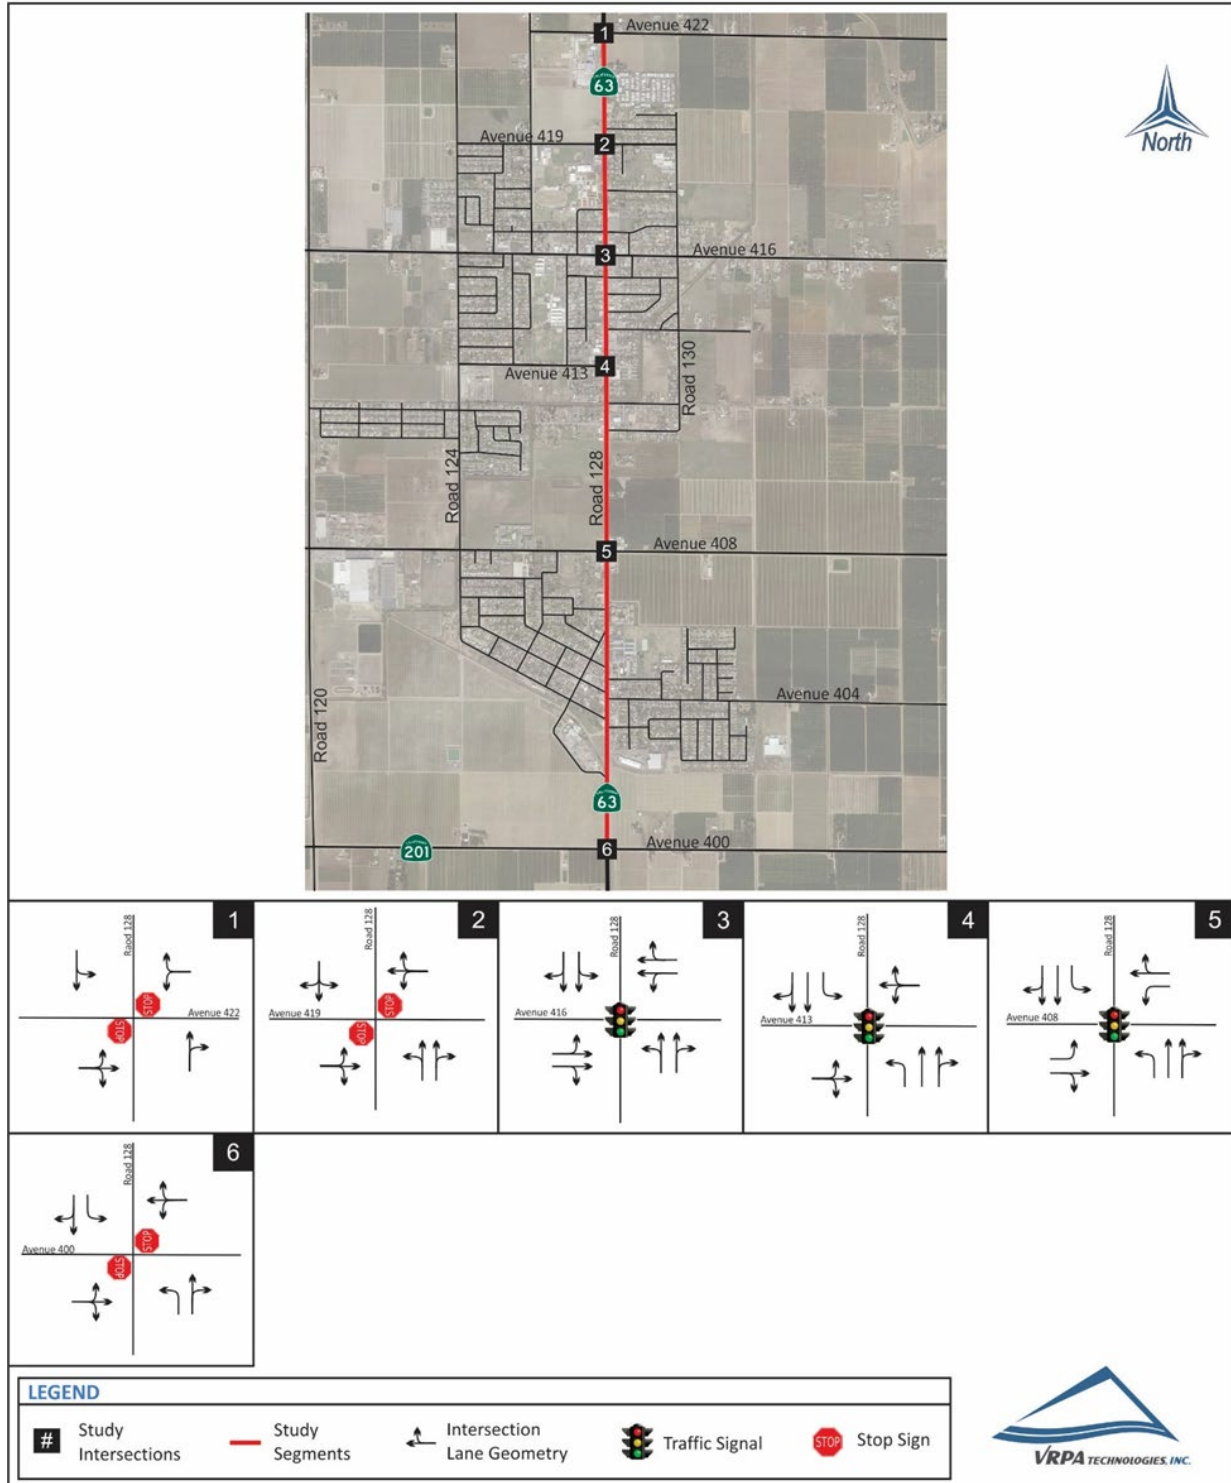 1
Avenue 422
CALIFORNIA
63
North
Avenue 419
2
3
Avenue 416
4
Avenue 413
Road 130
Road 124
Road 128
5
Avenue 408
Road 120
Avenue 404
63
6
Avenue 400
201
1
Raod 128
STOP
Avenue 422
STOP
2
Road 128
STOP
Avenue 419
STOP
3
Road 128
Avenue 416
4
Road 128
Avenue 413
5
Road 128
Avenue 408
6
Road 128
STOP
Avenue 400
STOP
LEGEND
#
Study
Intersections
Study
Segments
Intersection
Lane Geometry
Traffic Signal
STOP
Stop Sign
VRPA TECHNOLOGIES, INC.